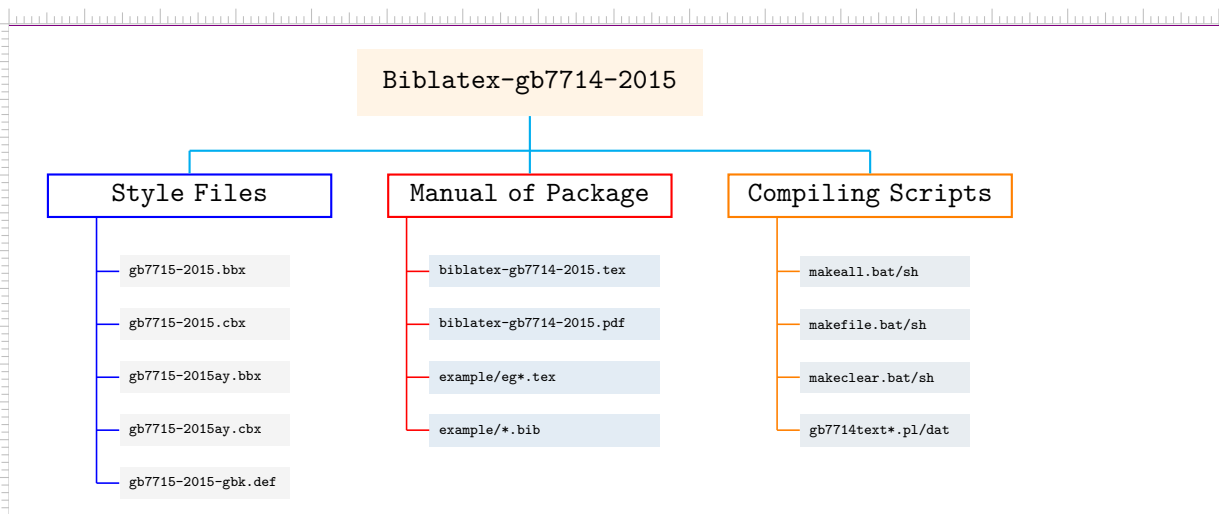 Biblatex-gb7714-2015
Style Files
gb7715-2015.bbx
gb7715-2015.cbx
gb7715-2015ay.bbx
gb7715-2015ay.cbx
gb7715-2015-gbk.def
Manual of Package
biblatex-gb7714-2015.tex
biblatex-gb7714-2015.pdf
example/eg*.tex
example/*.bib
Compiling Scripts
makeall.bat/sh
makefile.bat/sh
makeclear.bat/sh
gb7714text*.pl/dat